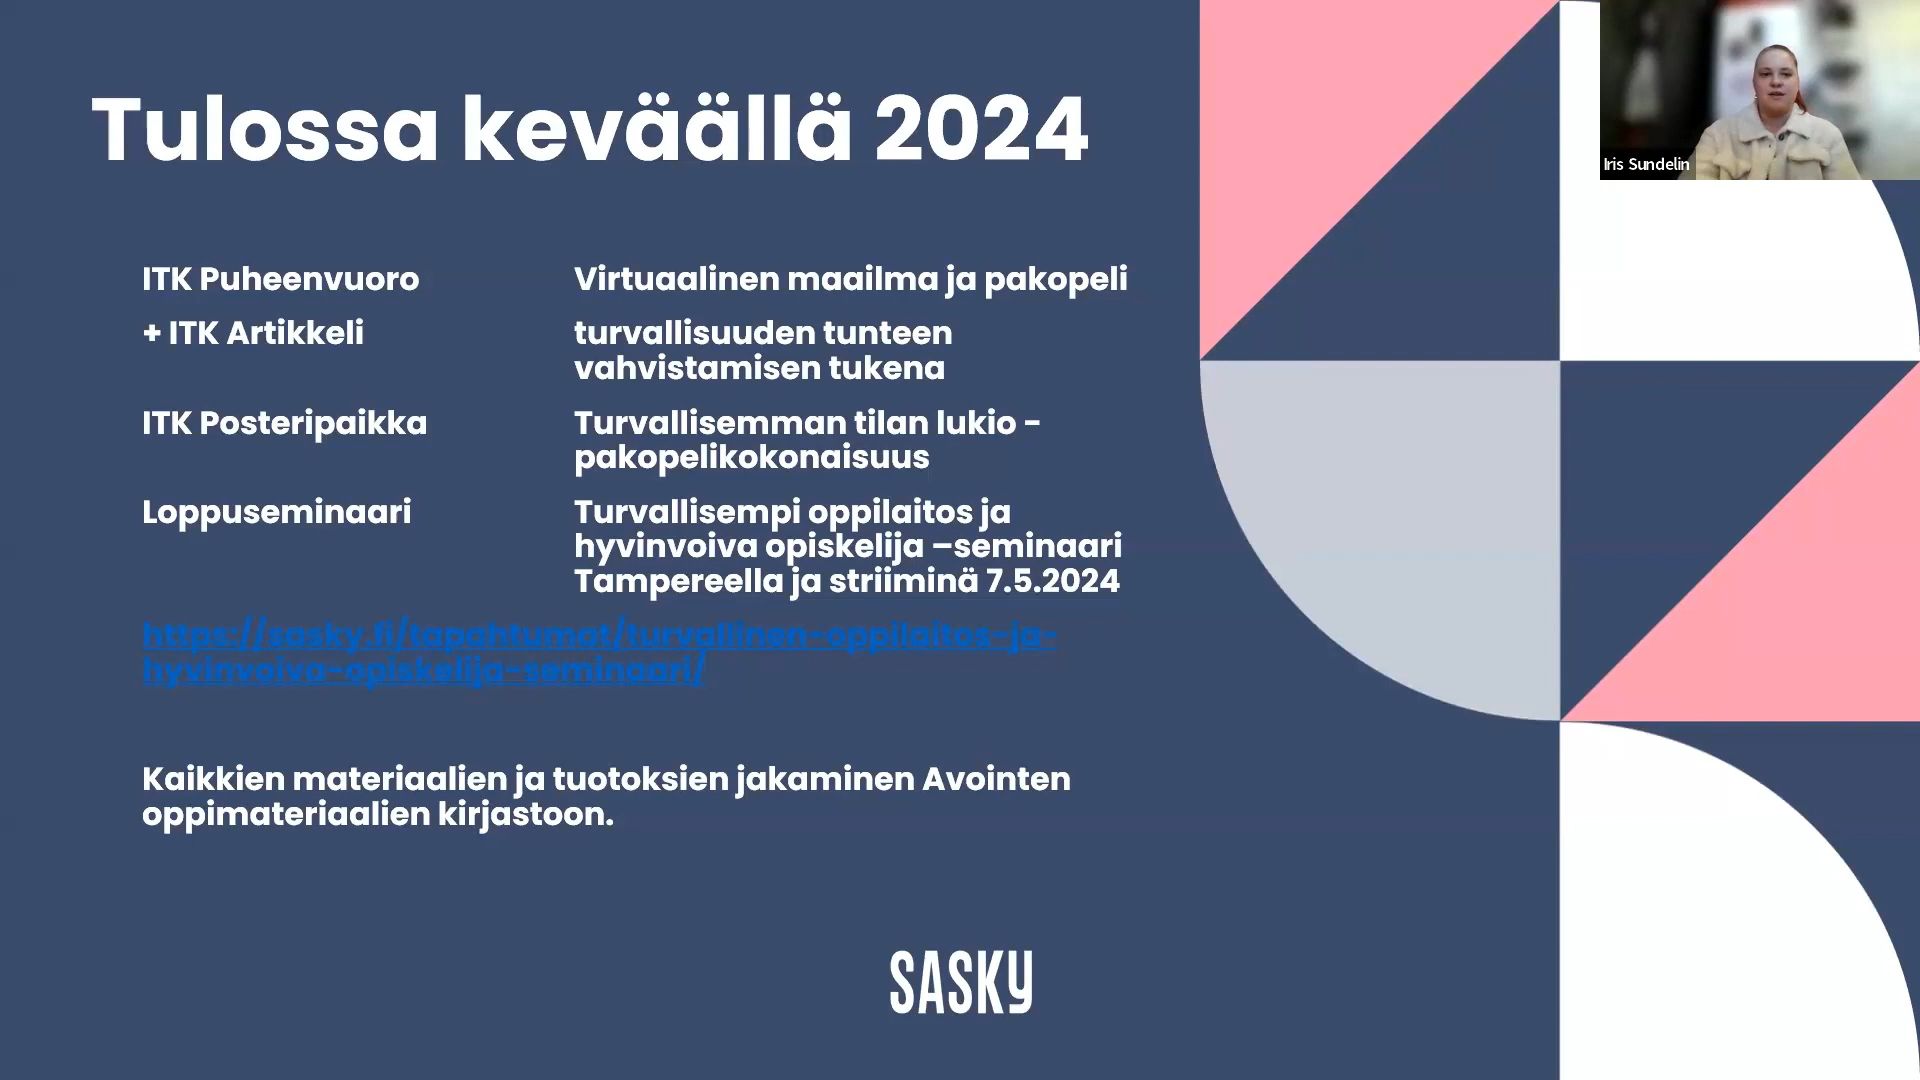 Tulossa keväällä 2024
Iris Sundelin
ITK Puheenvuoro
Virtuaalinen maailma ja pakopeli
+ ITK Artikkeli
turvallisuuden tunteen
vahvistamisen tukena
ITK Posteripaikka
Turvallisemman tilan lukio -
pakopelikokonaisuus
Loppuseminaari
Turvallisempi oppilaitos ja
hyvinvoiva opiskelija –seminaari
Tampereella ja striiminä 7.5.2024
https://sasky.fi/tapahtumat/turvallinen-oppilaitos-ja-
hyvinvoiva-opiskelija-seminaari/
Kaikkien materiaalien ja tuotoksien jakaminen Avointen
oppimateriaalien kirjastoon.
SASKY